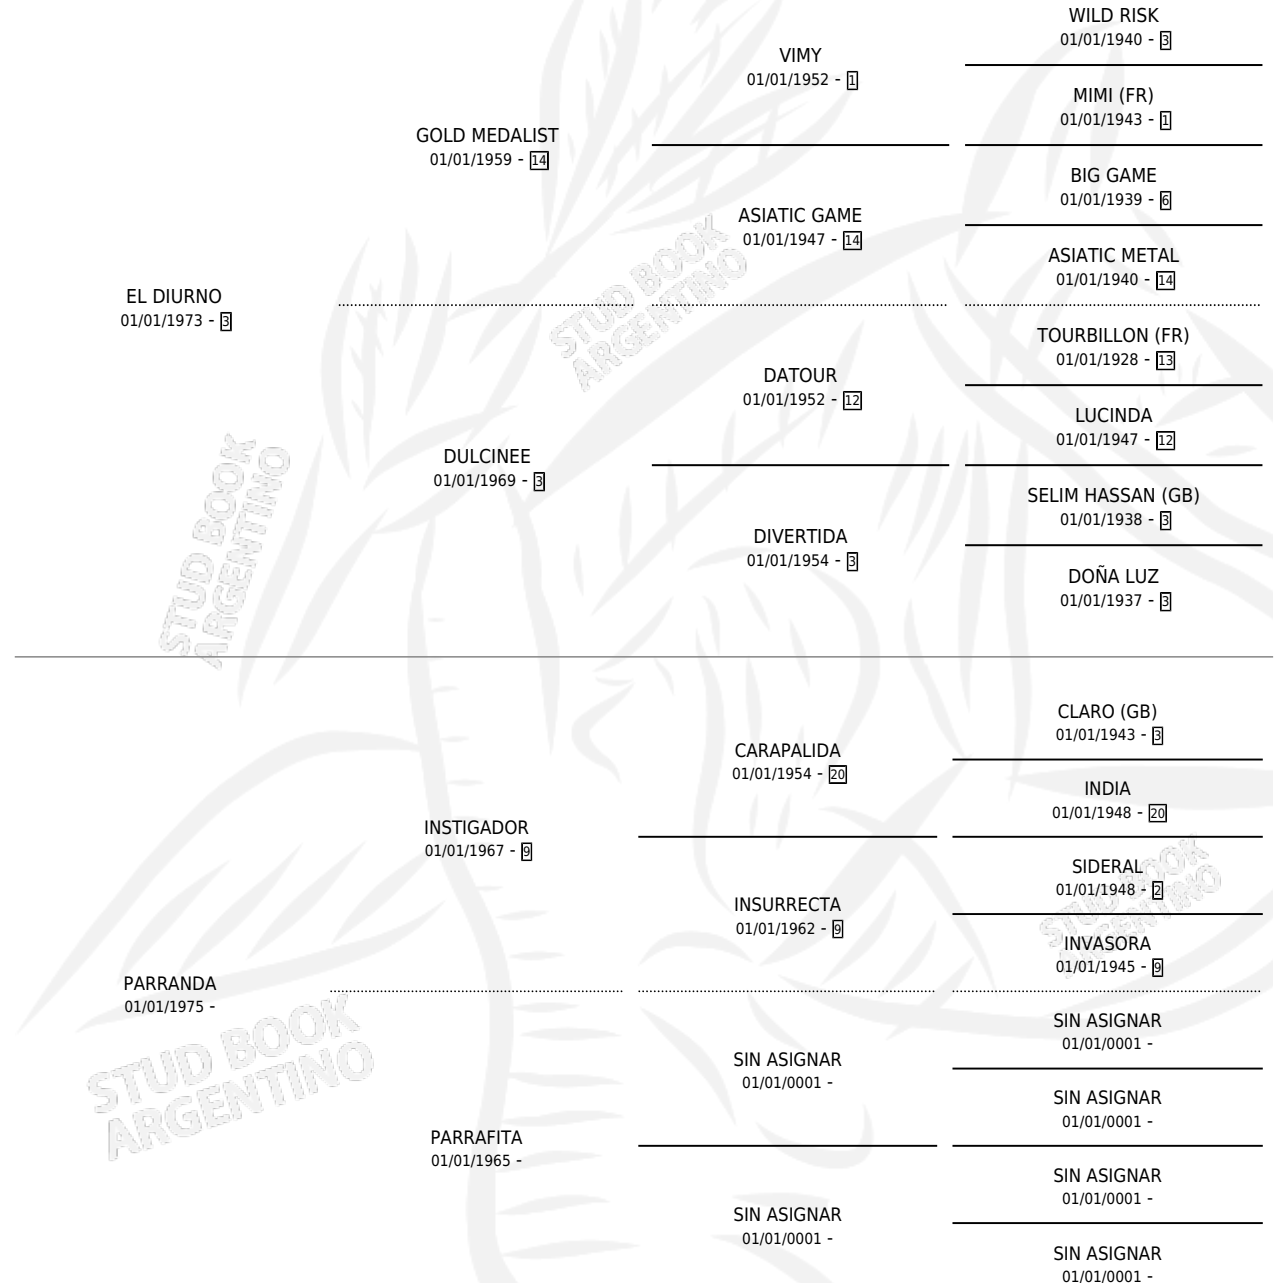 WILD RISK
01/01/1940 - 3
VIMY
01/01/1952 - 1
MIMI (FR)
01/01/1943 - 1
GOLD MEDALIST
01/01/1959 - 14
BIG GAME
01/01/1939 - 6
ASIATIC GAME
01/01/1947 - 14
ASIATIC METAL
01/01/1940 - 14
EL DIURNO
01/01/1973 - 3
TOURBILLON (FR)
01/01/1928 - 13
DATOUR
01/01/1952 - 12
LUCINDA
01/01/1947 - 12
DULCINEE
01/01/1969 - 3
SELIM HASSAN (GB)
01/01/1938 - 3
DIVERTIDA
01/01/1954 - 3
DOÑA LUZ
01/01/1937 - 3
CLARO (GB)
01/01/1943 - 3
CARAPALIDA
01/01/1954 - 20
INDIA
01/01/1948 - 20
INSTIGADOR
01/01/1967 - 9
SIDERAL
01/01/1948 - 2
INSURRECTA
01/01/1962 - 9
INVASORA
01/01/1945 - 9
PARRANDA
01/01/1975 -
SIN ASIGNAR
01/01/0001 -
SIN ASIGNAR
01/01/0001 -
SIN ASIGNAR
01/01/0001 -
PARRAFITA
01/01/1965 -
SIN ASIGNAR
01/01/0001 -
SIN ASIGNAR
01/01/0001 -
SIN ASIGNAR
01/01/0001 -
STUD BOOK
ARGENTINO
STUD BOOK
ARGENTINO
STUD BOOK
ARGENTINO
STUD BOOK
ARGENTINO